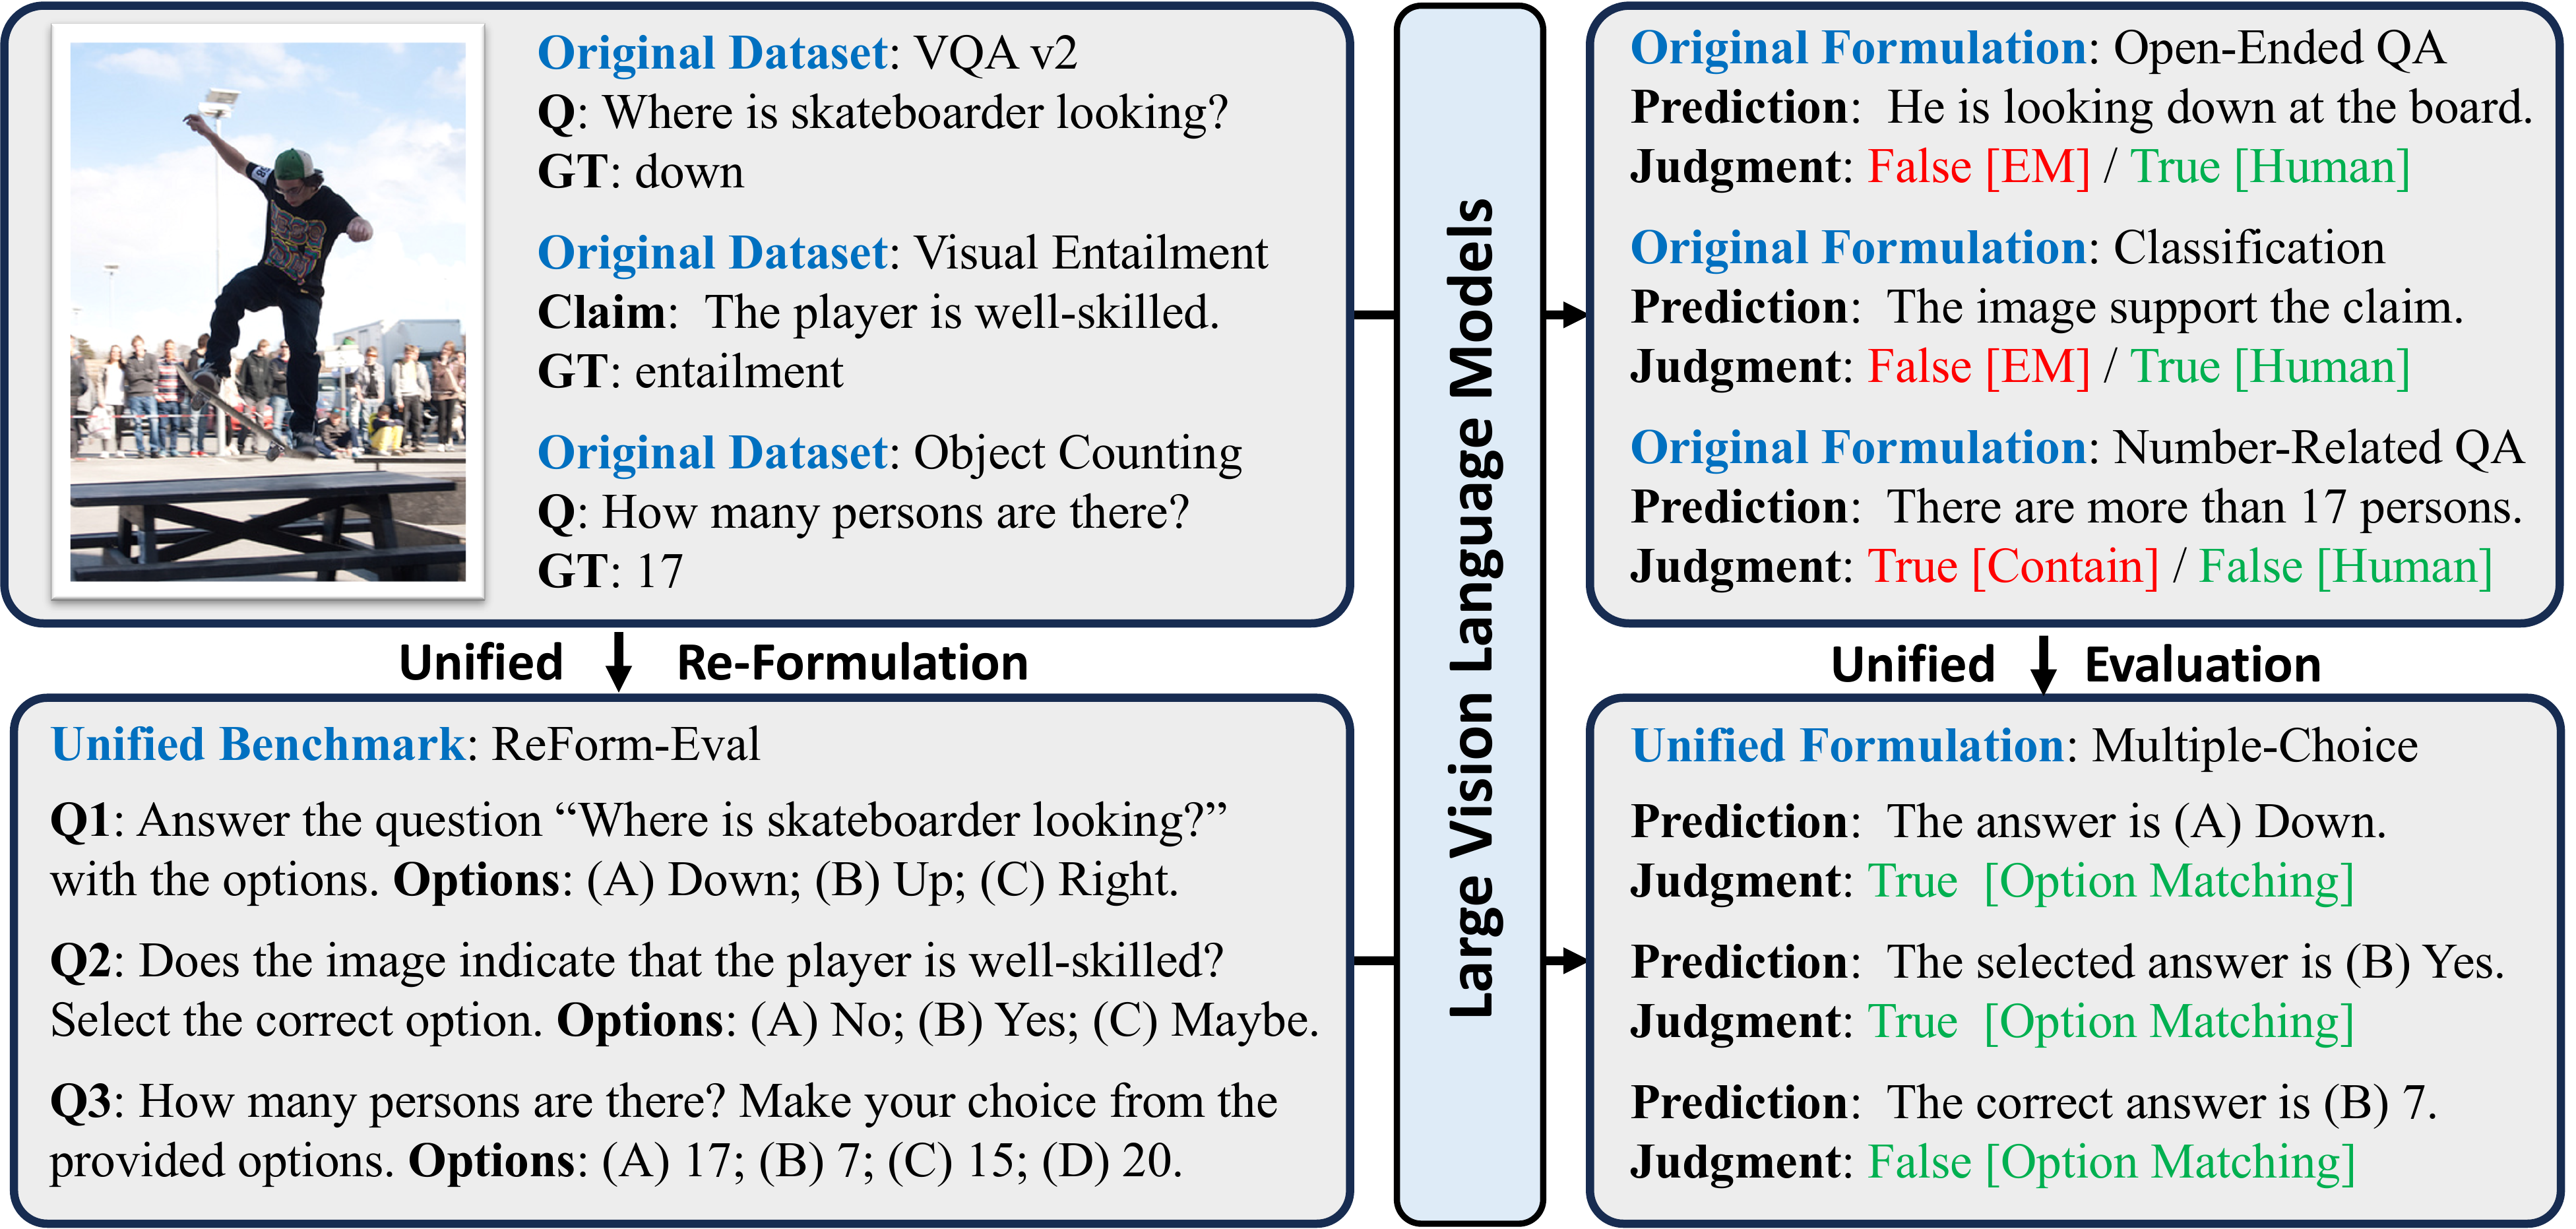 Original Dataset: VQA v2
Q: Where is skateboarder looking?
GT: down
Original Dataset: Visual Entailment
Claim: The player is well-skilled.
GT: entailment
Original Dataset: Object Counting
Q: How many persons are there?
GT: 17
Large Vision Language Models
Original Formulation: Open-Ended QA
Prediction: He is looking down at the board.
Judgment: False [EM] / True [Human]
Original Formulation: Classification
Prediction: The image support the claim.
Judgment: False [EM] / True [Human]
Original Formulation: Number-Related QA
Prediction: There are more than 17 persons.
Judgment: True [Contain] / False [Human]
Unified Re-Formulation
Unified Evaluation
Unified Benchmark: ReForm-Eval
Q1: Answer the question “Where is skateboarder looking?”
with the options. Options: (A) Down; (B) Up; (C) Right.
Q2: Does the image indicate that the player is well-skilled?
Select the correct option. Options: (A) No; (B) Yes; (C) Maybe.
Q3: How many persons are there? Make your choice from the
provided options. Options: (A) 17; (B) 7; (C) 15; (D) 20.
Unified Formulation: Multiple-Choice
Prediction: The answer is (A) Down.
Judgment: True [Option Matching]
Prediction: The selected answer is (B) Yes.
Judgment: True [Option Matching]
Prediction: The correct answer is (B) 7.
Judgment: False [Option Matching]